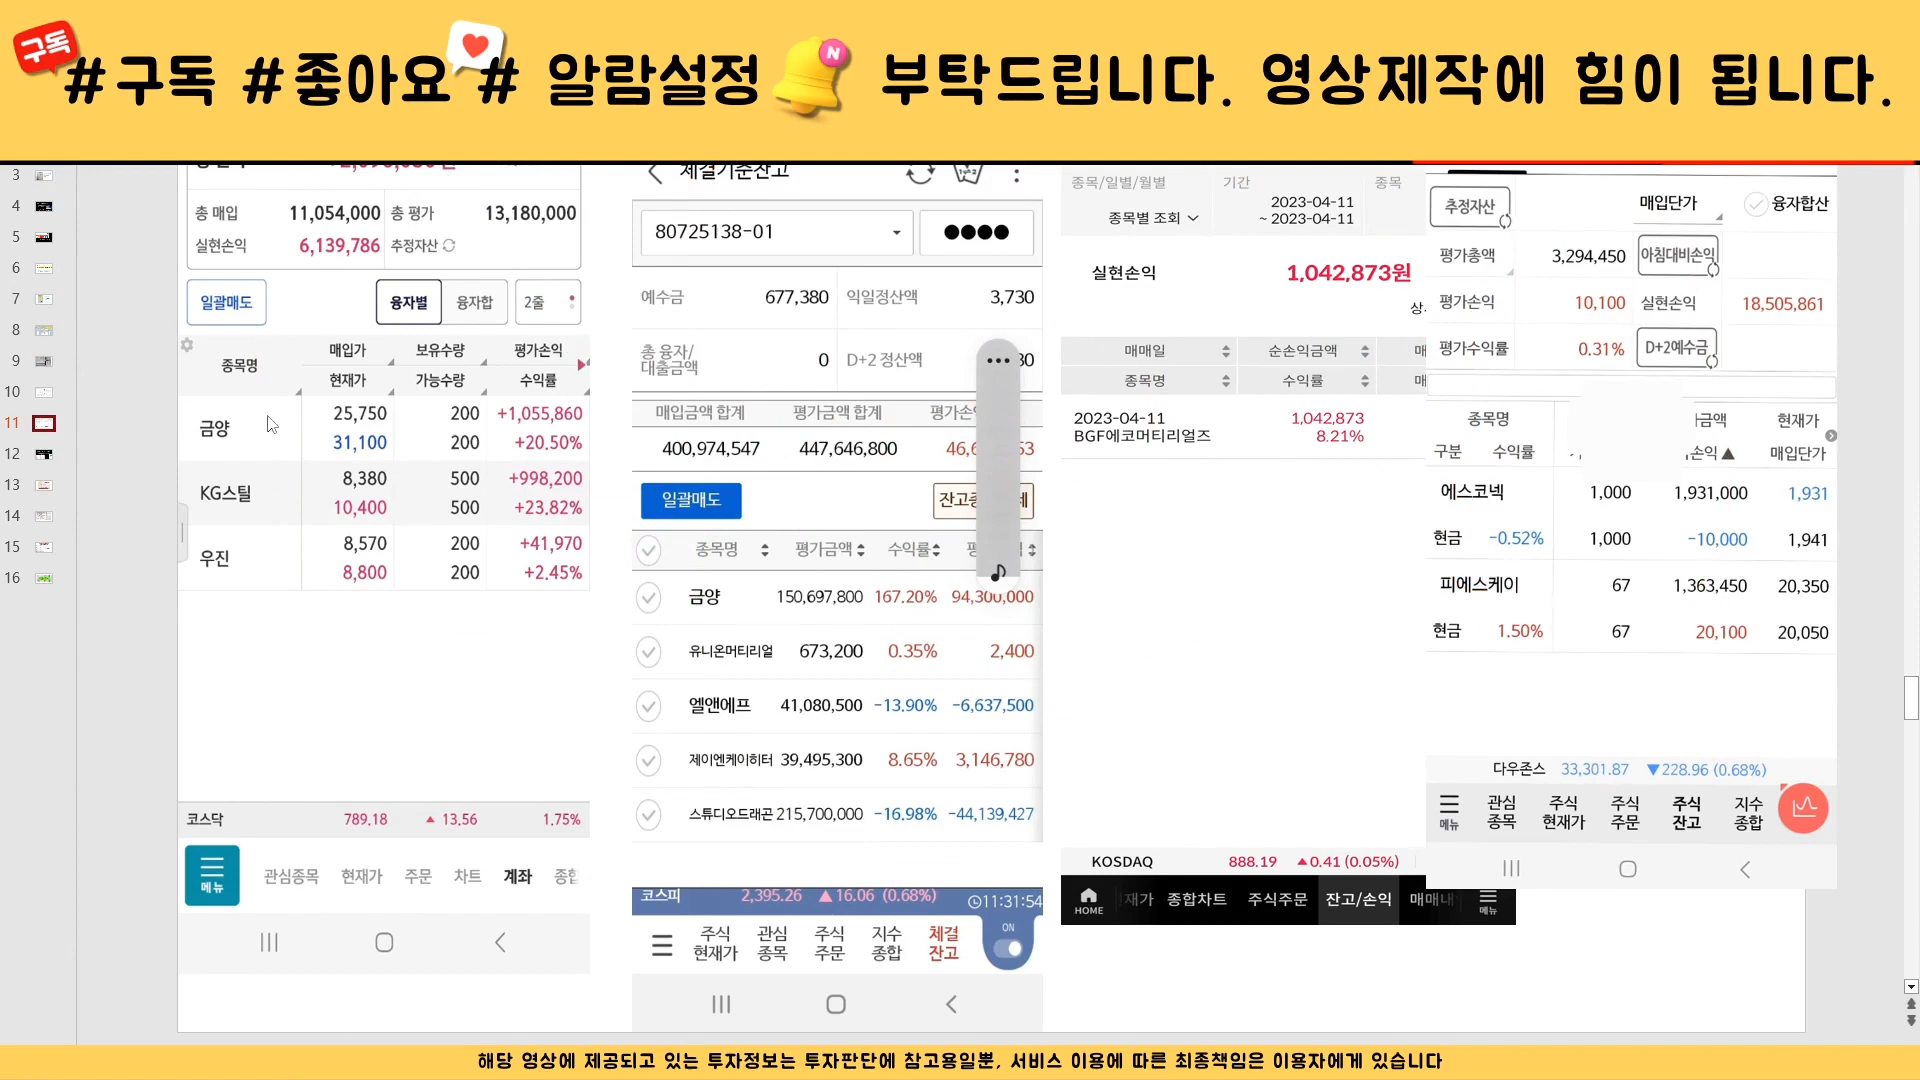 구독
#구독 #좋아요 # 알람설정 N 부탁드립니다. 영상제작에 힘이 됩니다.
3
4
5
6
7
8
9
10
11
12
13
14
15
16
총 매입 11,054,000 총 평가 13,180,000
실현손익 6,139,786 추정자산
일괄매도 융자별 융자합 2줄
종목명 매입가 보유수량 평가손익
현재가 가능수량 수익률
금양 25,750 200 +1,055,860
31,100 200 +20.50%
KG스틸 8,380 500 +998,200
10,400 500 +23.82%
우진 8,570 200 +41,970
8,800 200 +2.45%
코스닥 789.18 ▲ 13.56 1.75%
메뉴 관심종목 현재가 주문 차트 계좌 종합
체결기준잔고
80725138-01 ●●●●
예수금 677,380 익일정산액 3,730
총 융자/
대출금액 0 D+2 정산액
매입금액 합계 평가금액 합계
400,974,547 447,646,800
일괄매도
종목명 평가금액 수익률
금양 150,697,800 167.20% 94,300,000
유니온머티리얼 673,200 0.35% 2,400
엘앤에프 41,080,500 -13.90% -6,637,500
제이엔케이히터 39,495,300 8.65% 3,146,780
스튜디오드래곤 215,700,000 -16.98% -44,139,427
코스피 2,395.26 ▲16.06 (0.68%) 11:31:54
주식
현재가
관심
종목
주식
주문
지수
종합
체결
잔고
ON
종목/일별/월별 기간 종목
종목별 조회 2023-04-11
~ 2023-04-11
실현손익 1,042,873원
상
매매일 순손익금액 매
종목명 수익률 매
2023-04-11 1,042,873
BGF에코머티리얼즈 8.21%
KOSDAQ 888.19 ▲0.41 (0.05%)
HOME 재가 종합차트 주식주문 잔고/손익 매매내 메뉴
추정자산 매입단가 융자합산
평가총액 3,294,450 아침대비손익
평가손익 10,100 실현손익 18,505,861
평가수익률 0.31% D+2예수금
종목명 금액 현재가
구분 수익률 손익▲ 매입단가
에스코넥 1,000 1,931,000 1,931
현금 -0.52% 1,000 -10,000 1,941
피에스케이 67 1,363,450 20,350
현금 1.50% 67 20,100 20,050
다우존스 33,301.87 ▼228.96 (0.68%)
메뉴
관심
종목
주식
현재가
주식
주문
주식
잔고
지수
종합
해당 영상에 제공되고 있는 투자정보는 투자판단에 참고용일뿐, 서비스 이용에 따른 최종책임은 이용자에게 있습니다